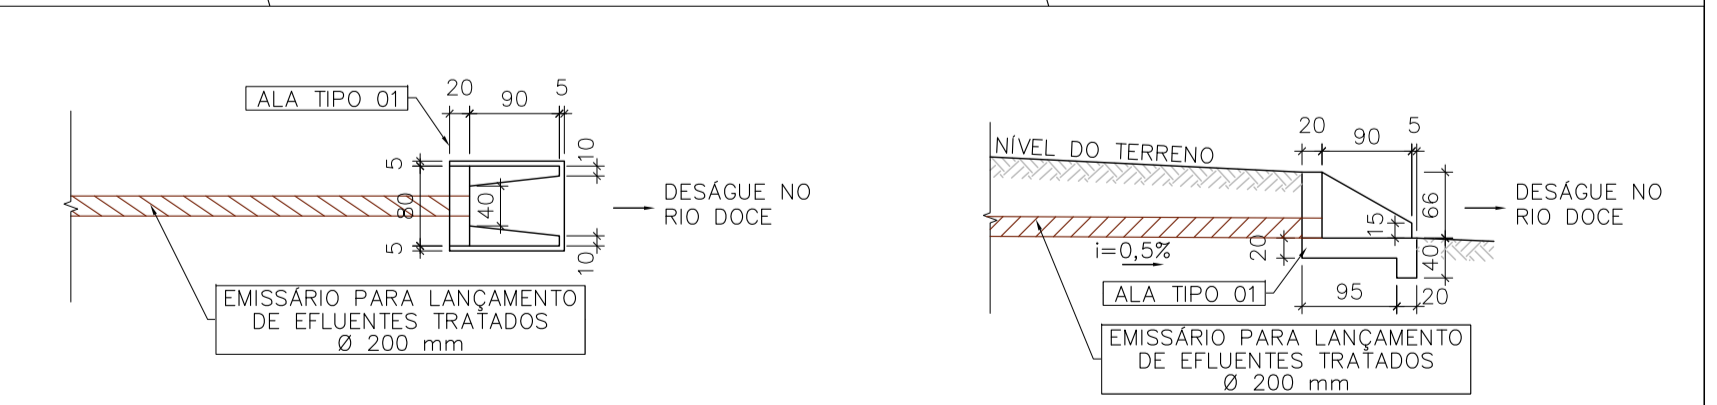 20
90
5
ALA TIPO 01
5
80
5
40
10
10
DESÁGUE NO
RIO DOCE
EMISSÁRIO PARA LANÇAMENTO
DE EFLUENTES TRATADOS
Ø 200 mm
20
90
5
NÍVEL DO TERRENO
15
66
DESÁGUE NO
RIO DOCE
i=0,5%
20
40
ALA TIPO 01
95
20
EMISSÁRIO PARA LANÇAMENTO
DE EFLUENTES TRATADOS
Ø 200 mm